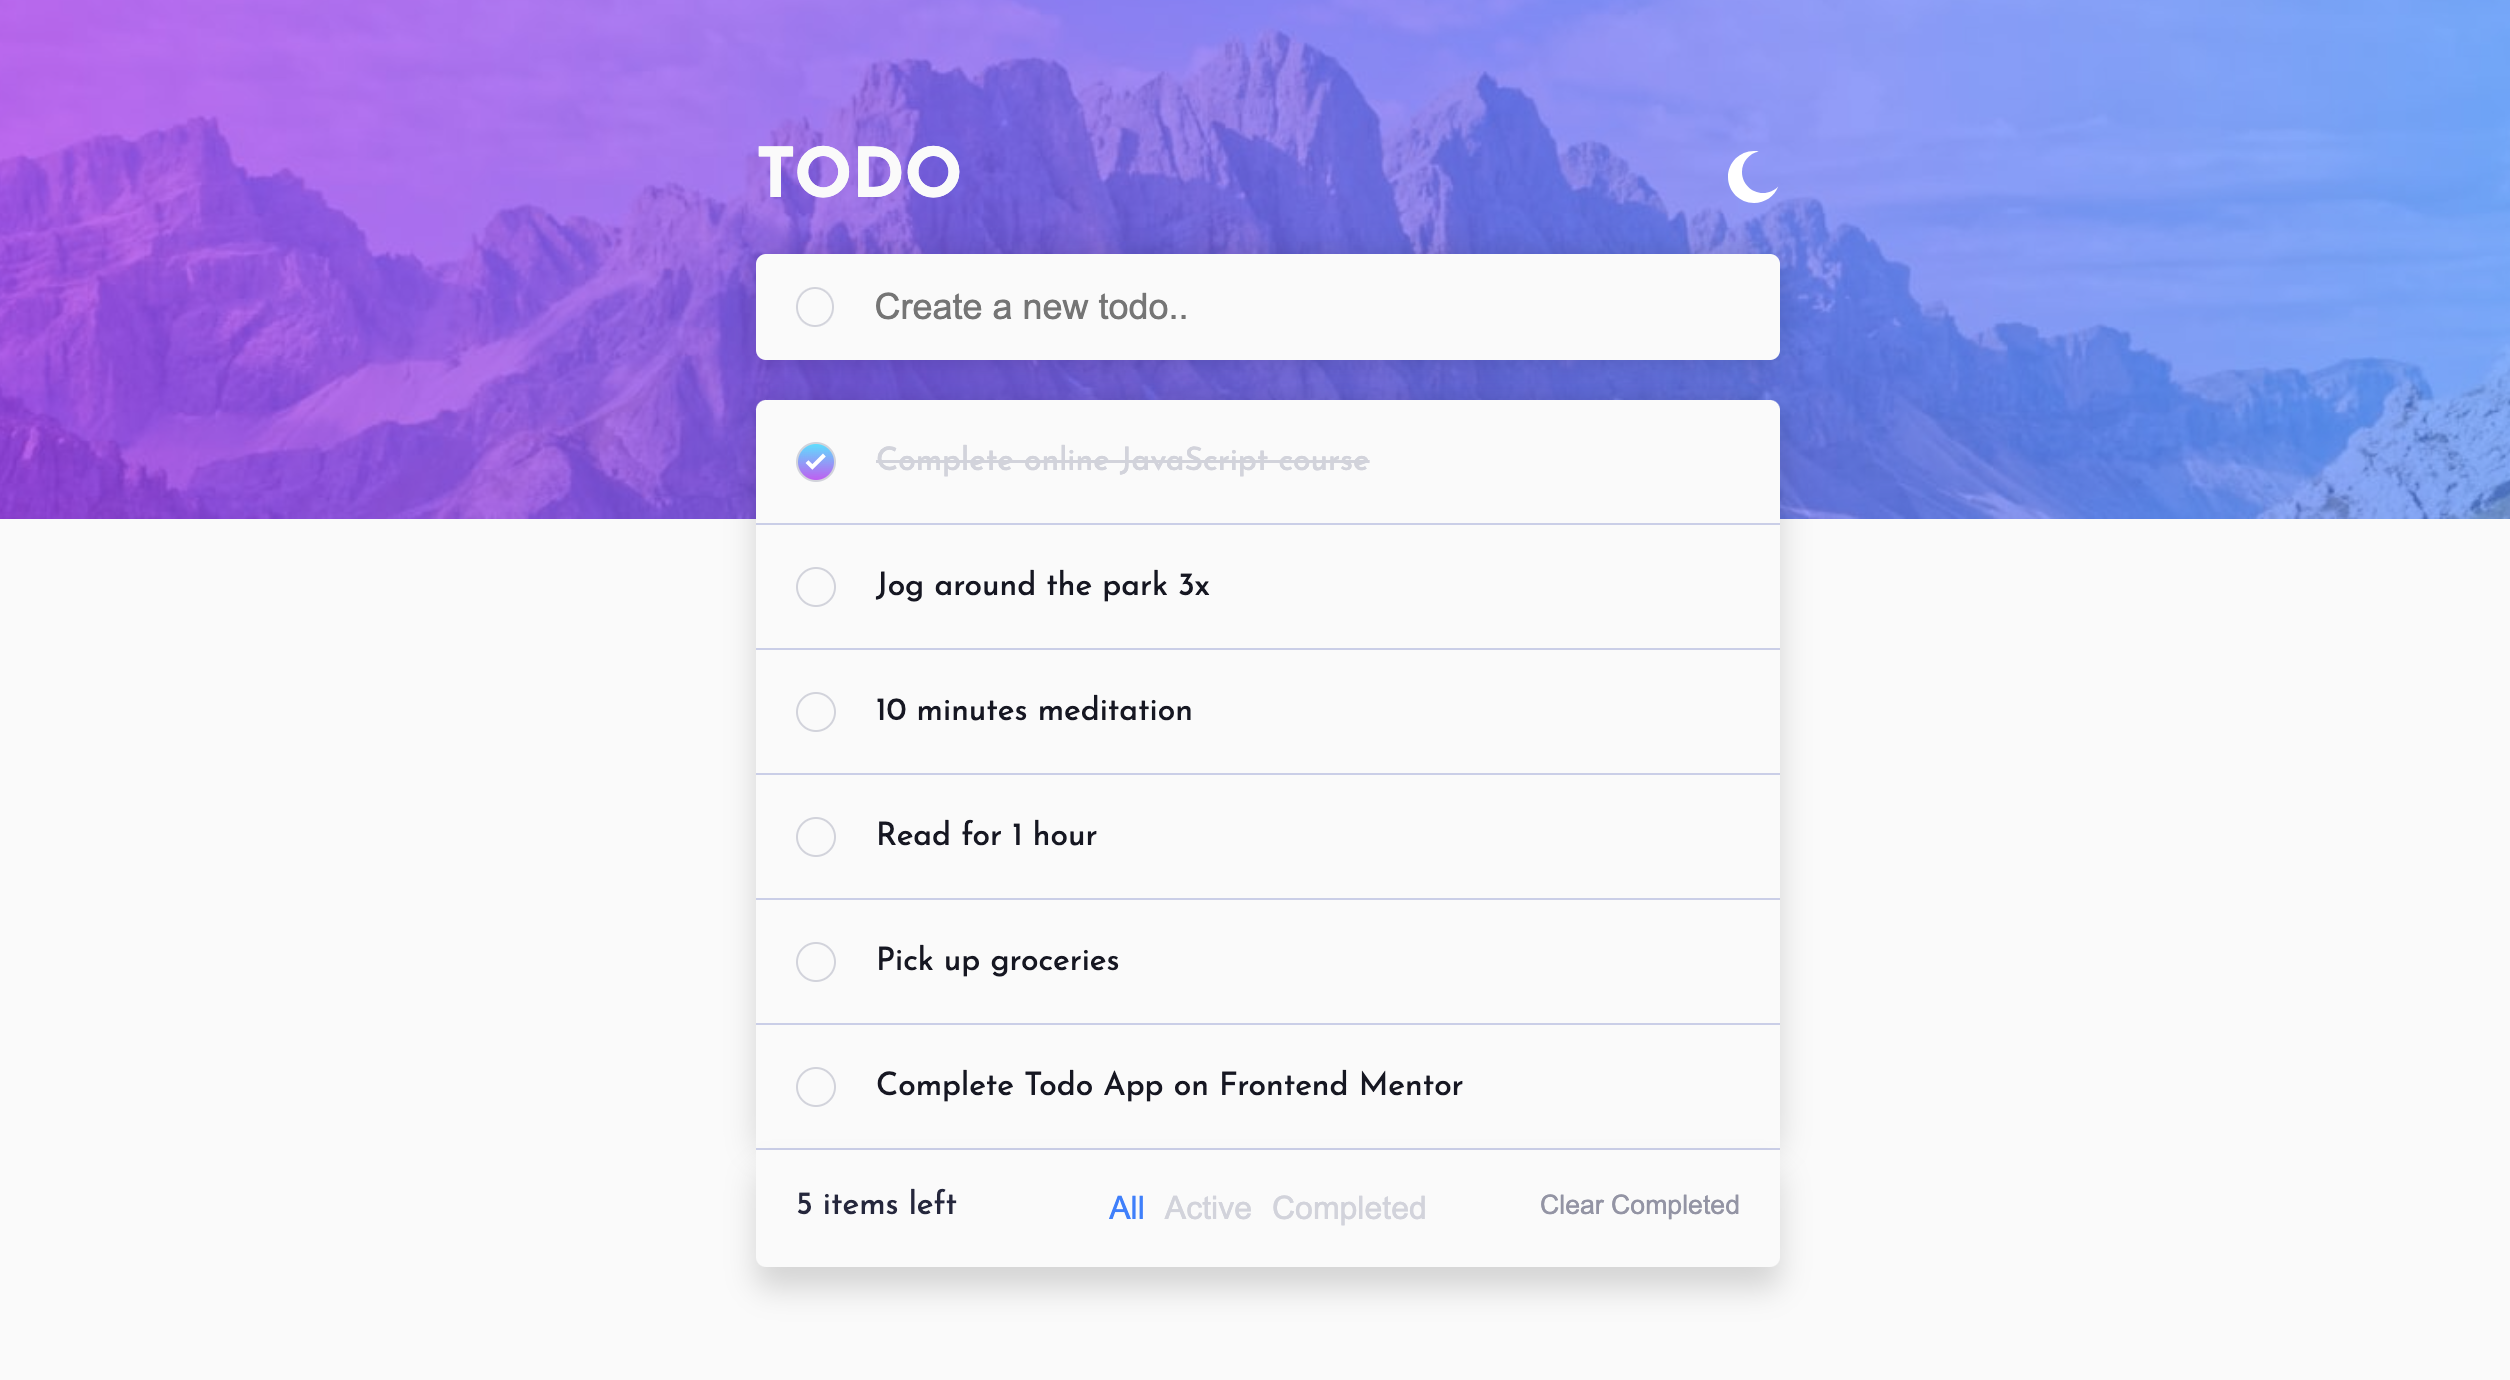 TODO
Create a new todo..
Complete online JavaScript course
Jog around the park 3x
10 minutes meditation
Read for 1 hour
Pick up groceries
Complete Todo App on Frontend Mentor
5 items left All Active Completed Clear Completed